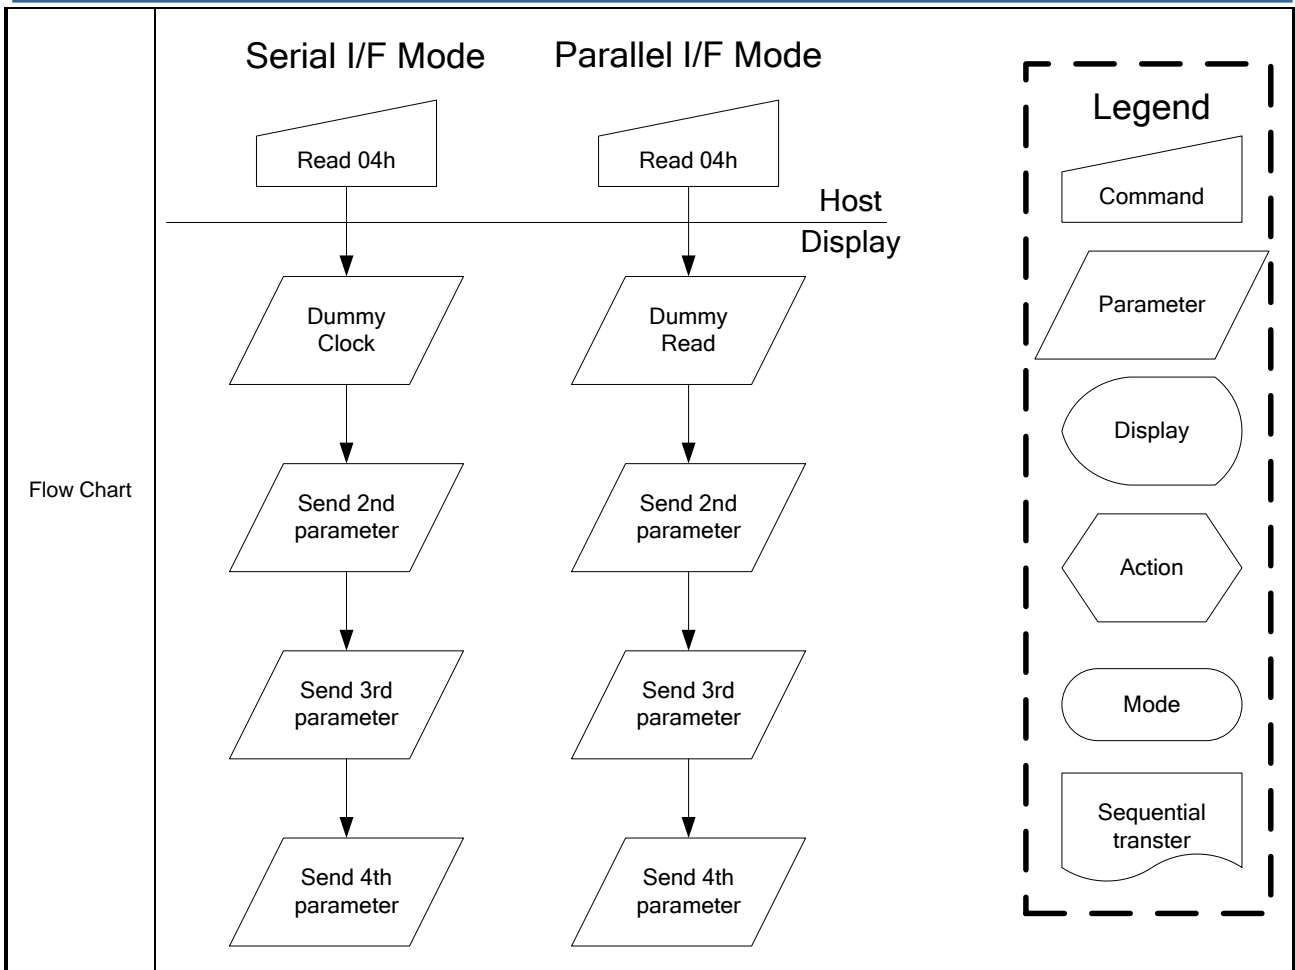 Flow Chart
Serial I/F Mode
Parallel I/F Mode
Read 04h
Read 04h
Host
Display
Dummy
Clock
Dummy
Read
Send 2nd
parameter
Send 2nd
parameter
Send 3rd
parameter
Send 3rd
parameter
Send 4th
parameter
Send 4th
parameter
Legend
Command
Parameter
Display
Action
Mode
Sequential
transter